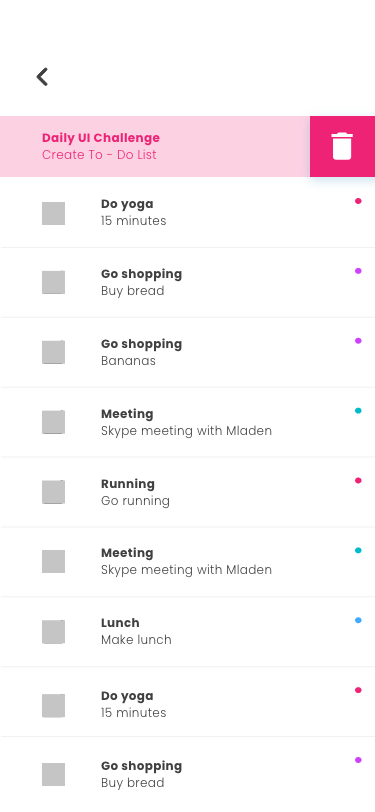 Daily UI Challenge
Create To - Do List
Do yoga
15 minutes
Go shopping
Buy bread
Go shopping
Bananas
Meeting
Skype meeting with Mladen
Running
Go running
Meeting
Skype meeting with Mladen
Lunch
Make lunch
Do yoga
15 minutes
Go shopping
Buy bread